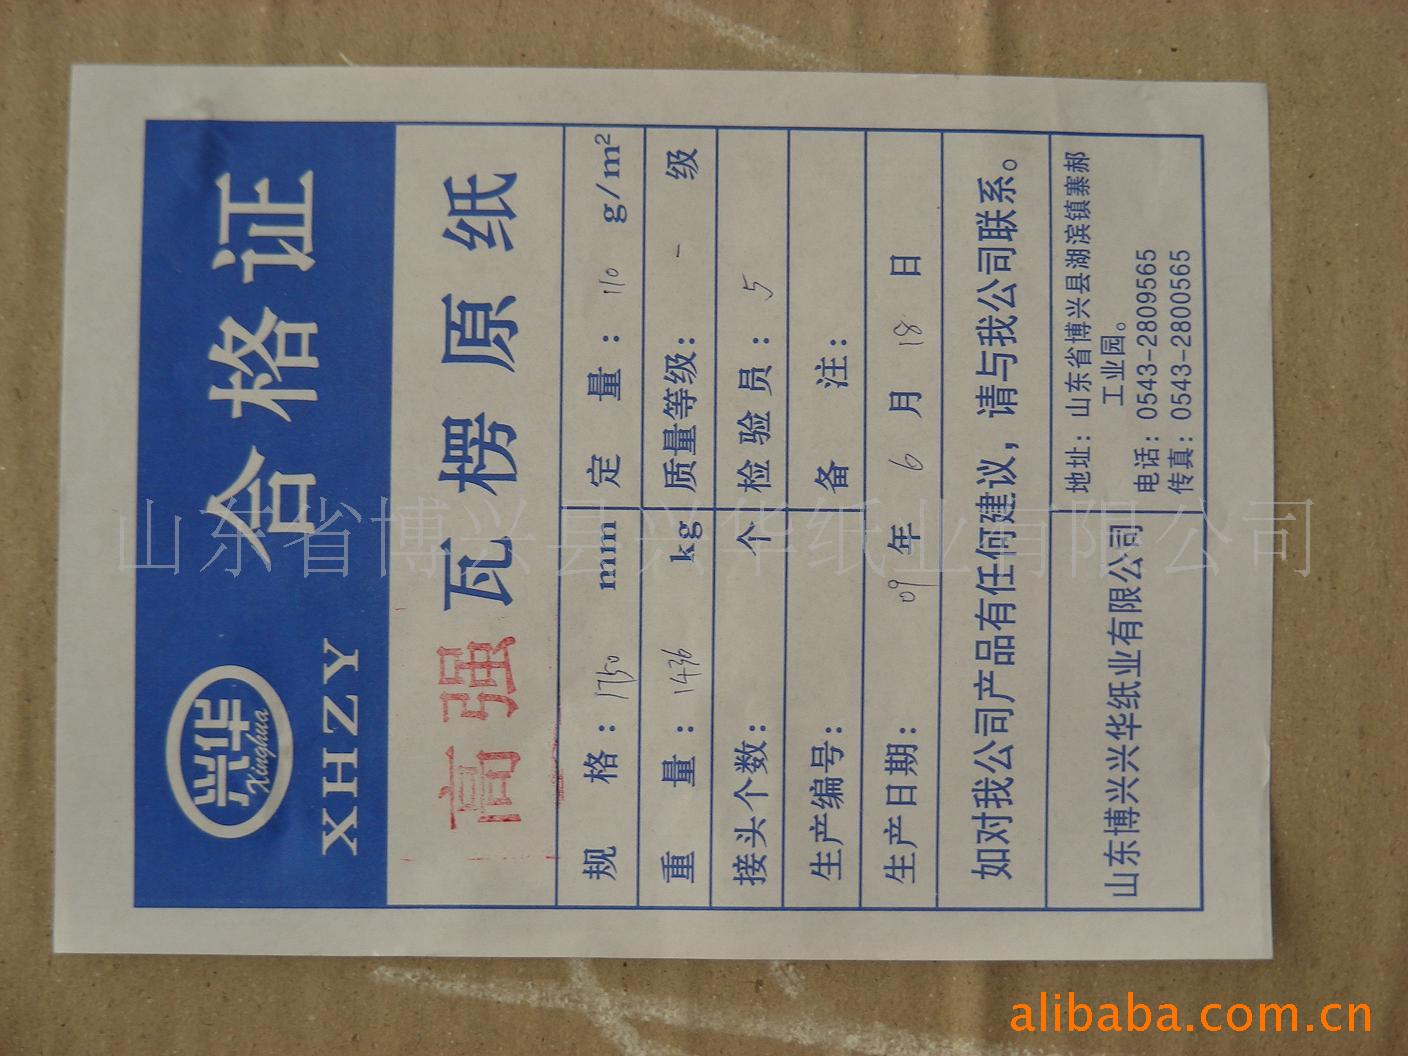 兴华
Xinghua
XHZY
合格证
高强瓦楞原纸
规格：1750 mm 定量：110 g/m²
重量：1436 kg 质量等级：一级
接头个数： 个 检验员：5
生产编号： 备注：
生产日期：09年6月18日
如对我公司产品有任何建议，请与我公司联系。
山东博兴兴华纸业有限公司
地址：山东省博兴县湖滨镇寨郝
工业园。
电话：0543-2809565
传真：0543-2800565
山东省博兴县兴华纸业有限公司
alibaba.com.cn